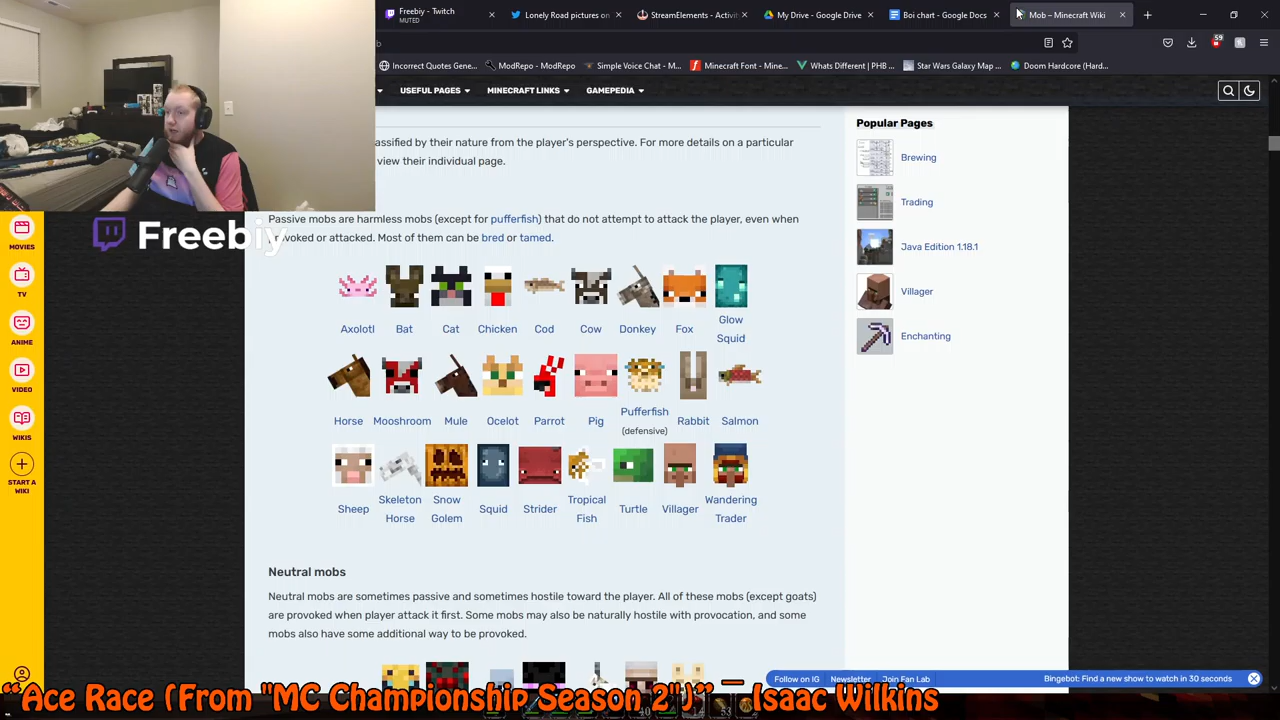 Freebiy - Twitch
MUTED
Lonely Road pictures on
StreamElements - Activity
My Drive - Google Drive
Boi chart - Google Docs
Mob – Minecraft Wiki
59
Incorrect Quotes Gene...
ModRepo - ModRepo
Simple Voice Chat - M...
Minecraft Font - Mine...
Whats Different | PHB ...
Star Wars Galaxy Map ...
Doom Hardcore (Hard...
USEFUL PAGES
MINECRAFT LINKS
GAMEPEDIA
assified by their nature from the player's perspective. For more details on a particular
view their individual page.
Passive mobs are harmless mobs (except for pufferfish) that do not attempt to attack the player, even when
provoked or attacked. Most of them can be bred or tamed.
Freebiy
MOVIES
TV
ANIME
VIDEO
WIKIS
START A
WIKI
Axolotl Bat Cat Chicken Cod Cow Donkey Fox Glow
Squid
Horse Mooshroom Mule Ocelot Parrot Pig Pufferfish Rabbit Salmon
(defensive)
Sheep Skeleton Horse Snow Golem Squid Strider Tropical Fish Turtle Villager Wandering Trader
Neutral mobs
Neutral mobs are sometimes passive and sometimes hostile toward the player. All of these mobs (except goats)
are provoked when player attack it first. Some mobs may also be naturally hostile with provocation, and some
mobs also have some additional way to be provoked.
Popular Pages
Brewing
Trading
Java Edition 1.18.1
Villager
Enchanting
Follow on IG Newsletter Join Fan Lab
Bingebot: Find a new show to watch in 30 seconds
“Ace Race (From "MC Championship Season 2")” — Isaac Wilkins